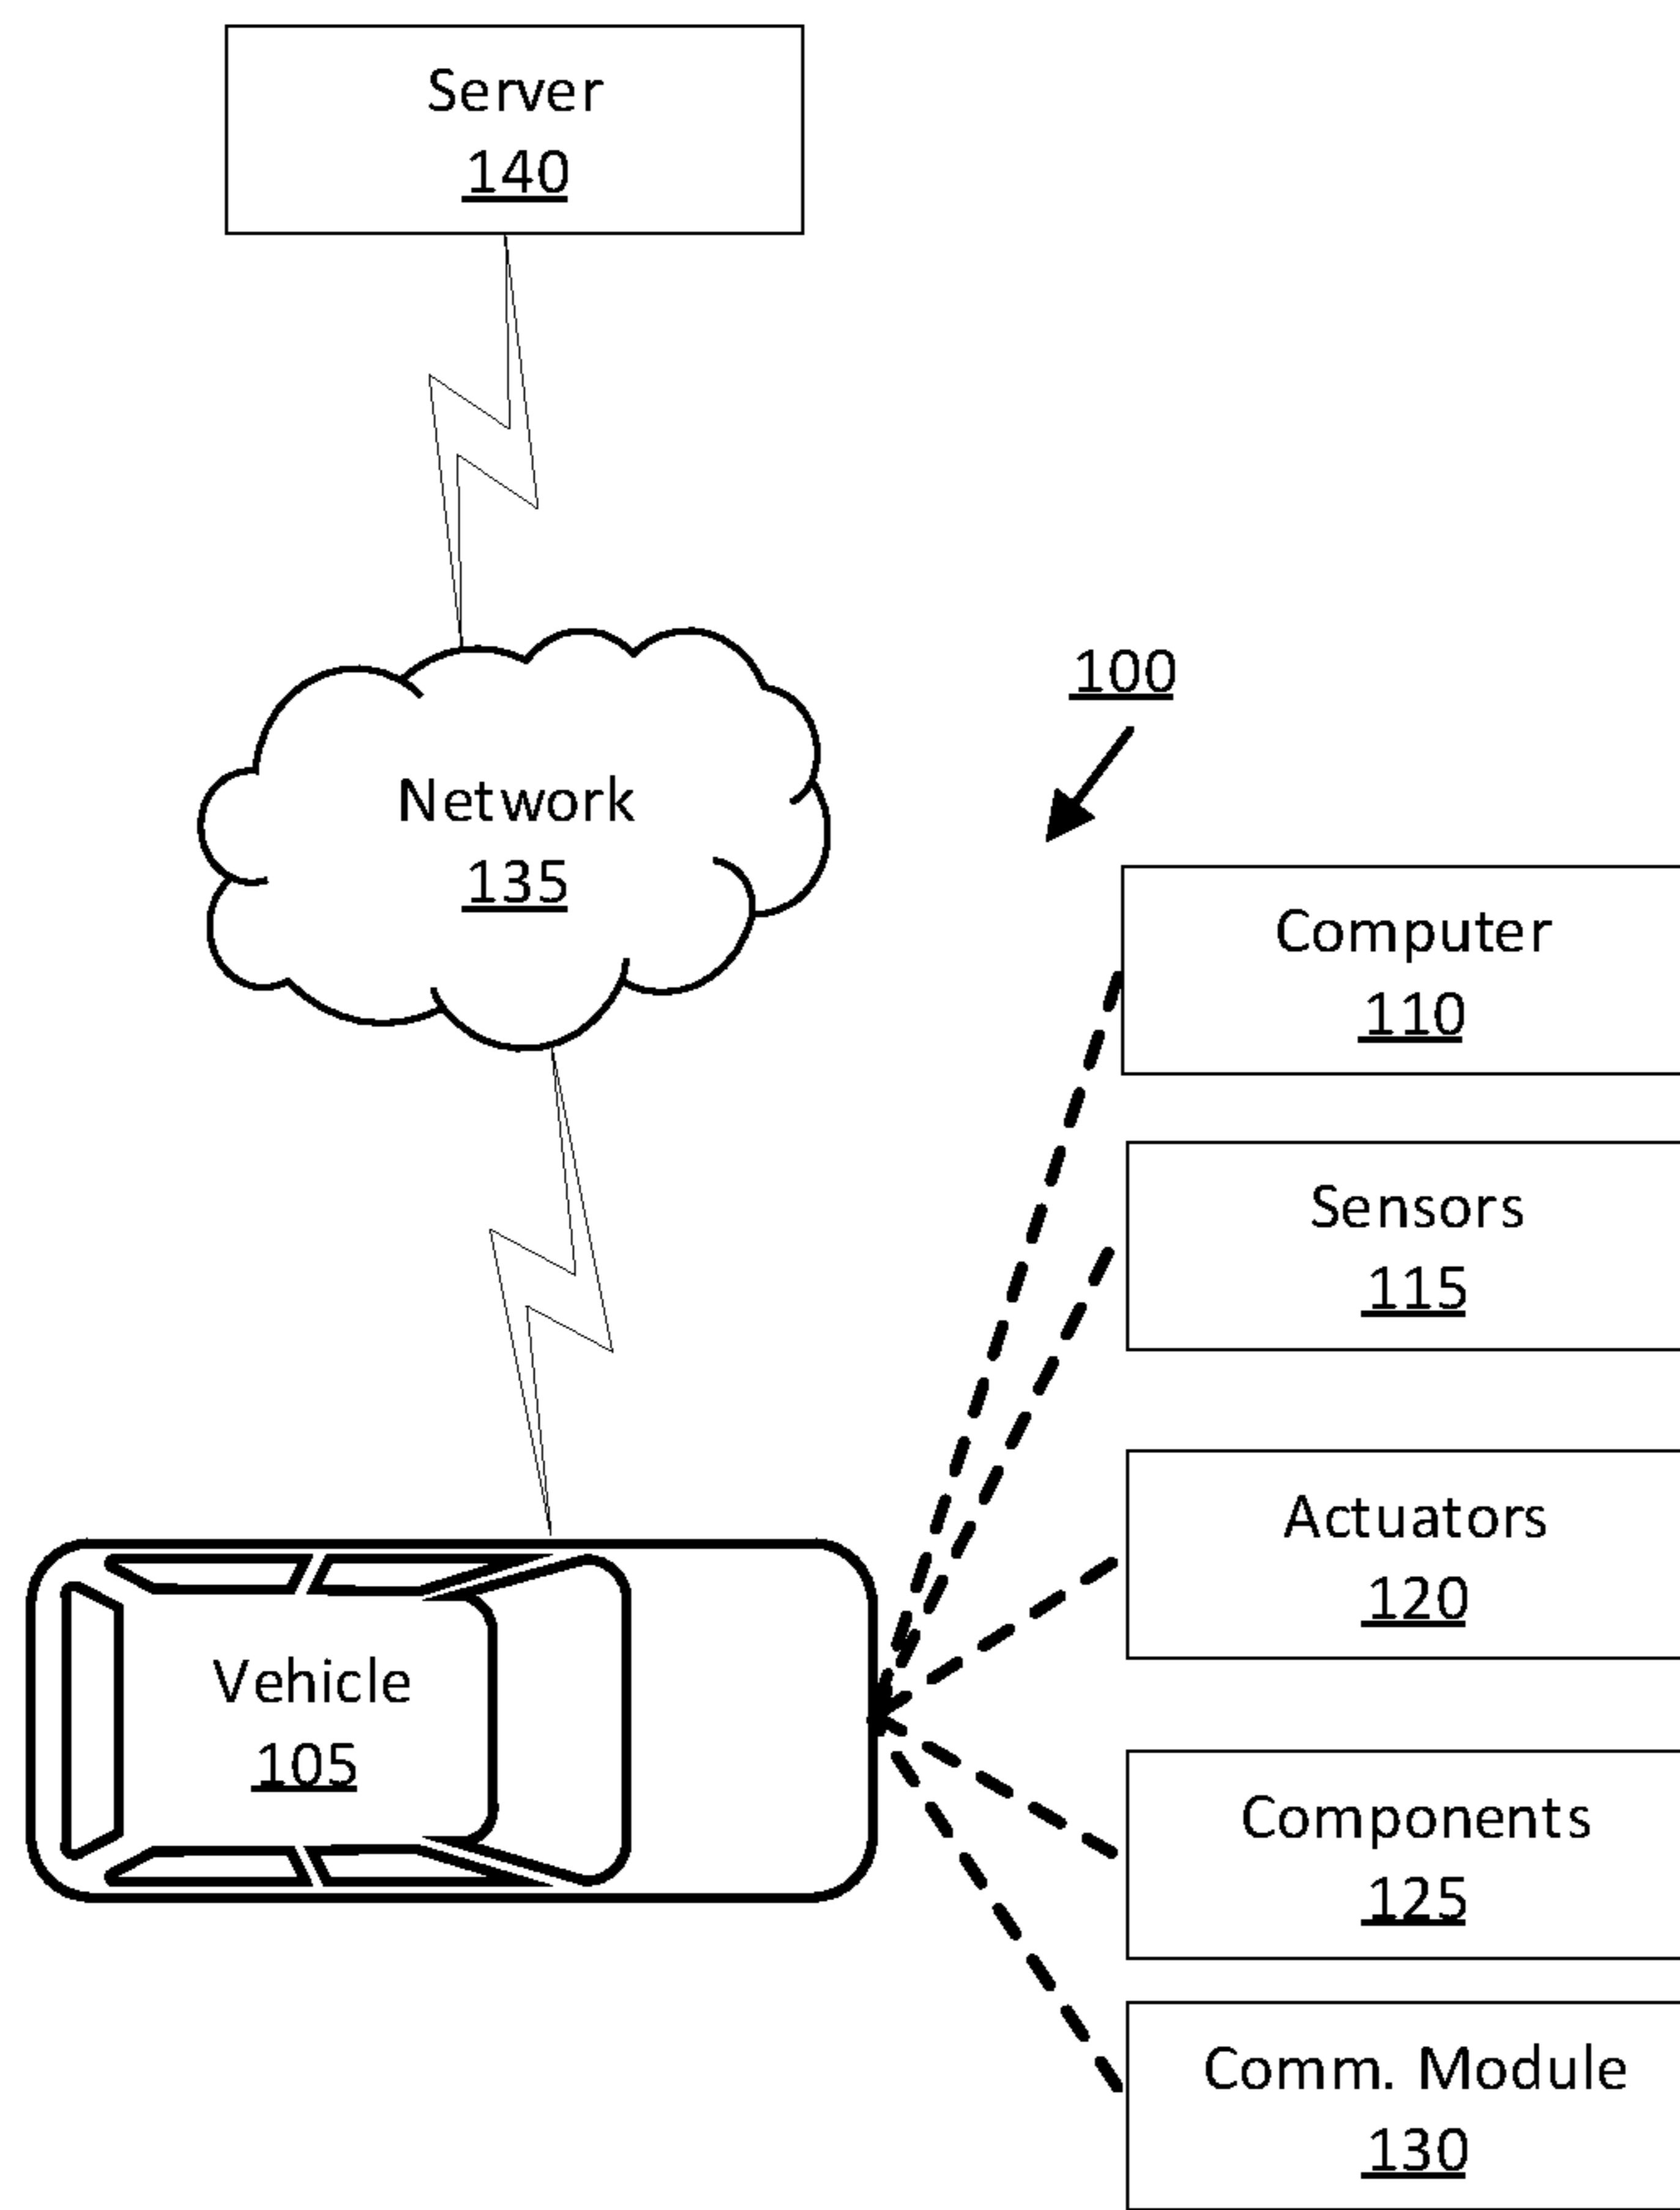 Server
140
Network
135
100
Computer
110
Sensors
115
Actuators
120
Vehicle
105
Components
125
Comm. Module
130